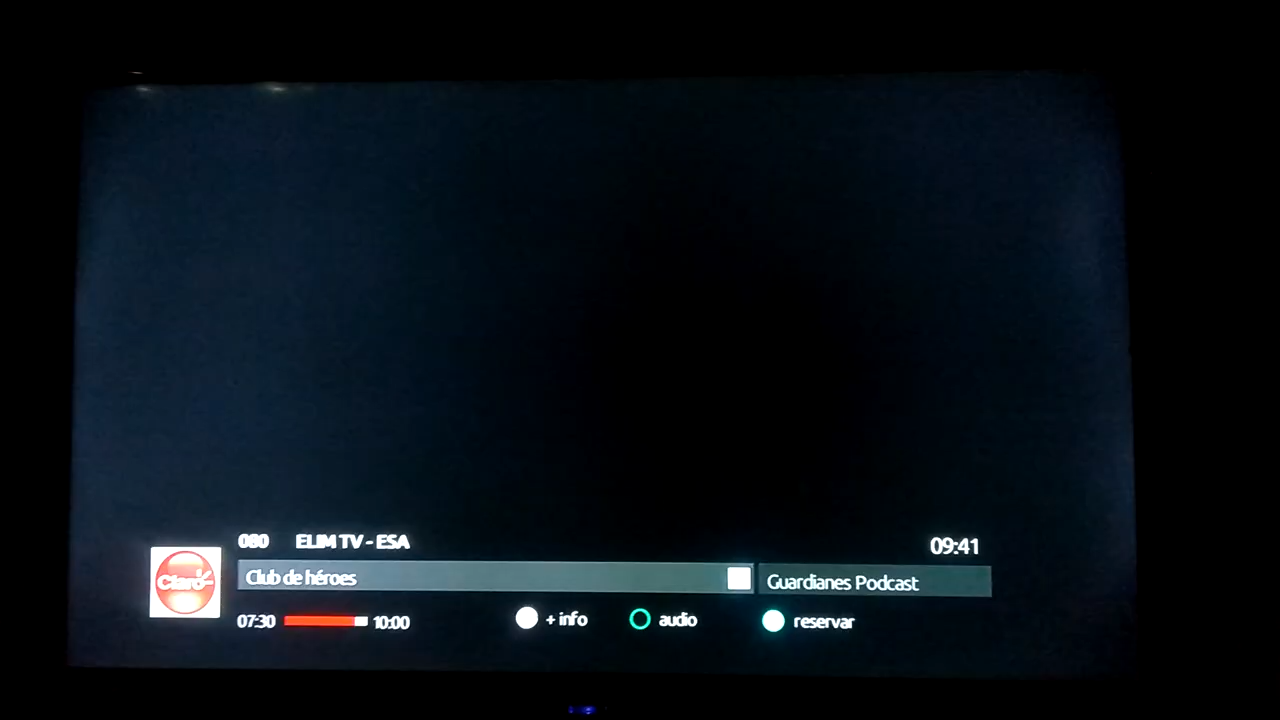 080 ELIM TV - ESA
09:41
Claro
Club de héroes
Guardianes Podcast
07:30 10:00
+ info
audio
reservar